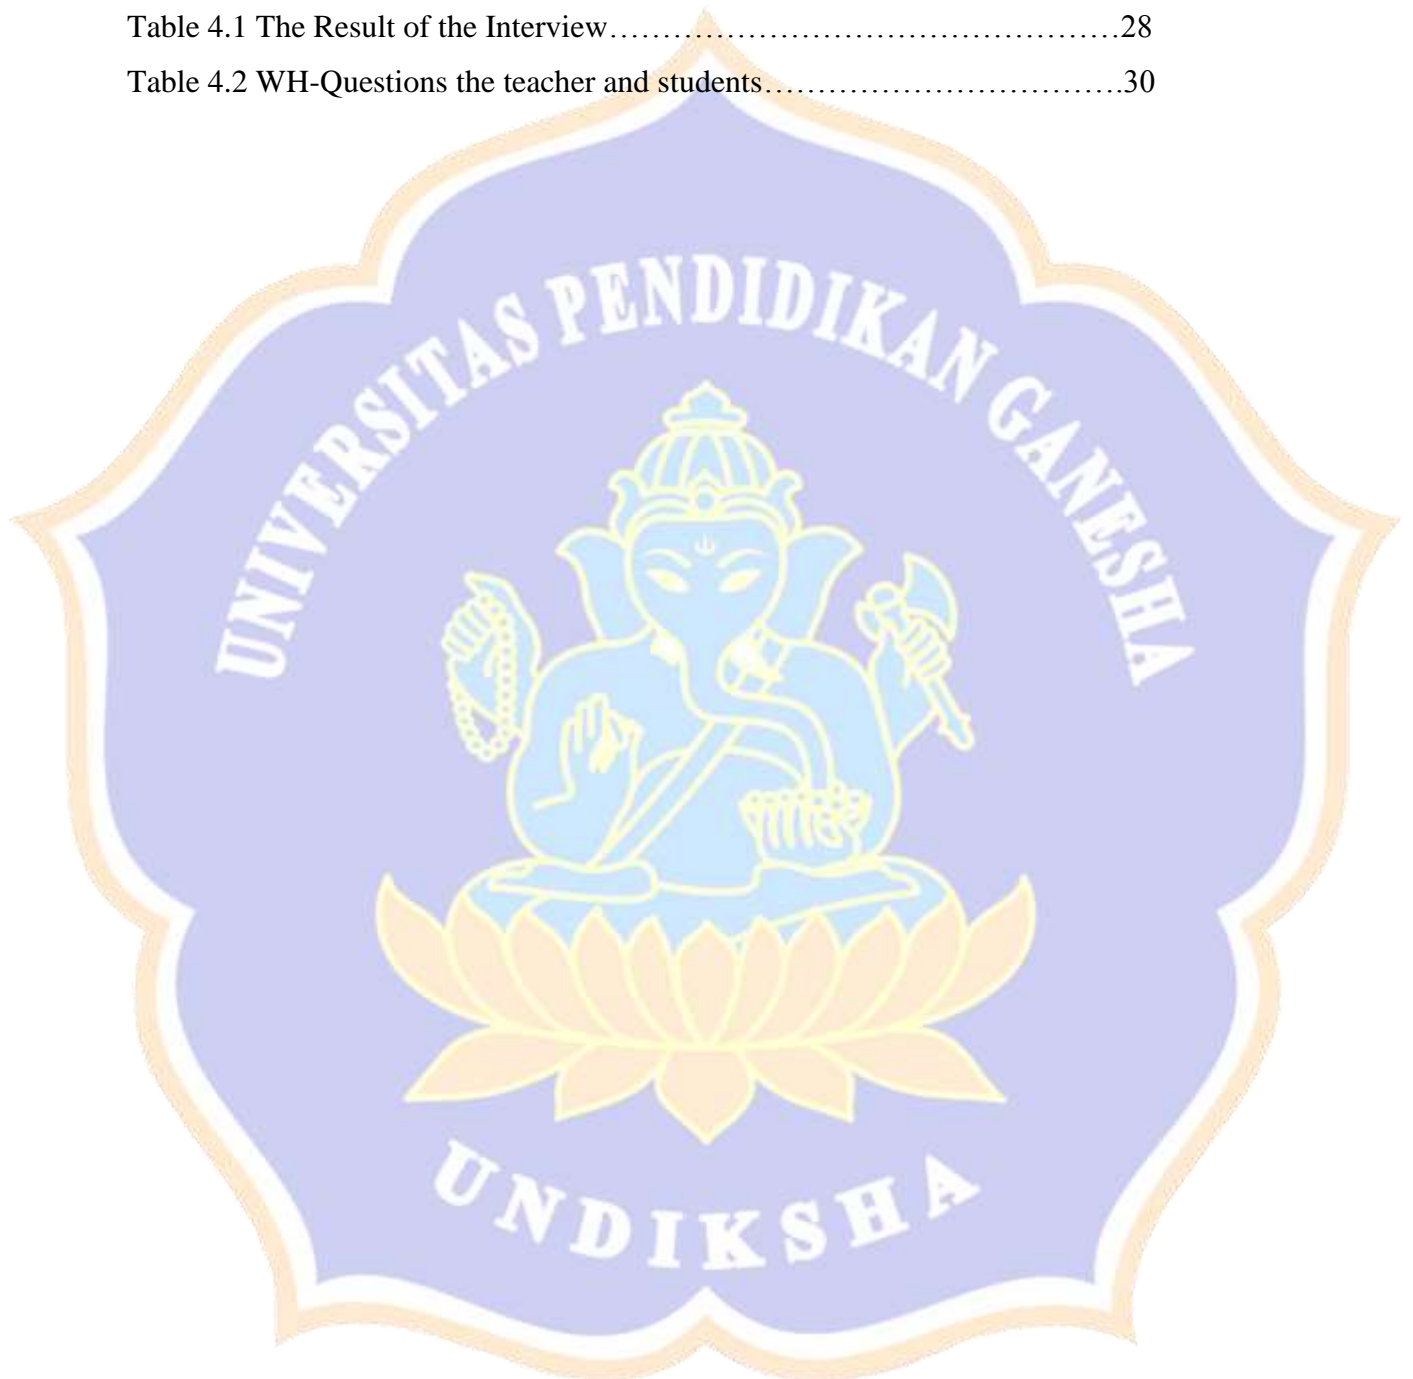 Table 4.1 The Result of the Interview…………………………………………28
Table 4.2 WH-Questions the teacher and students…………………………….30
UNIVERSITAS PENDIDIKAN GANESHA
UNDIKSHA